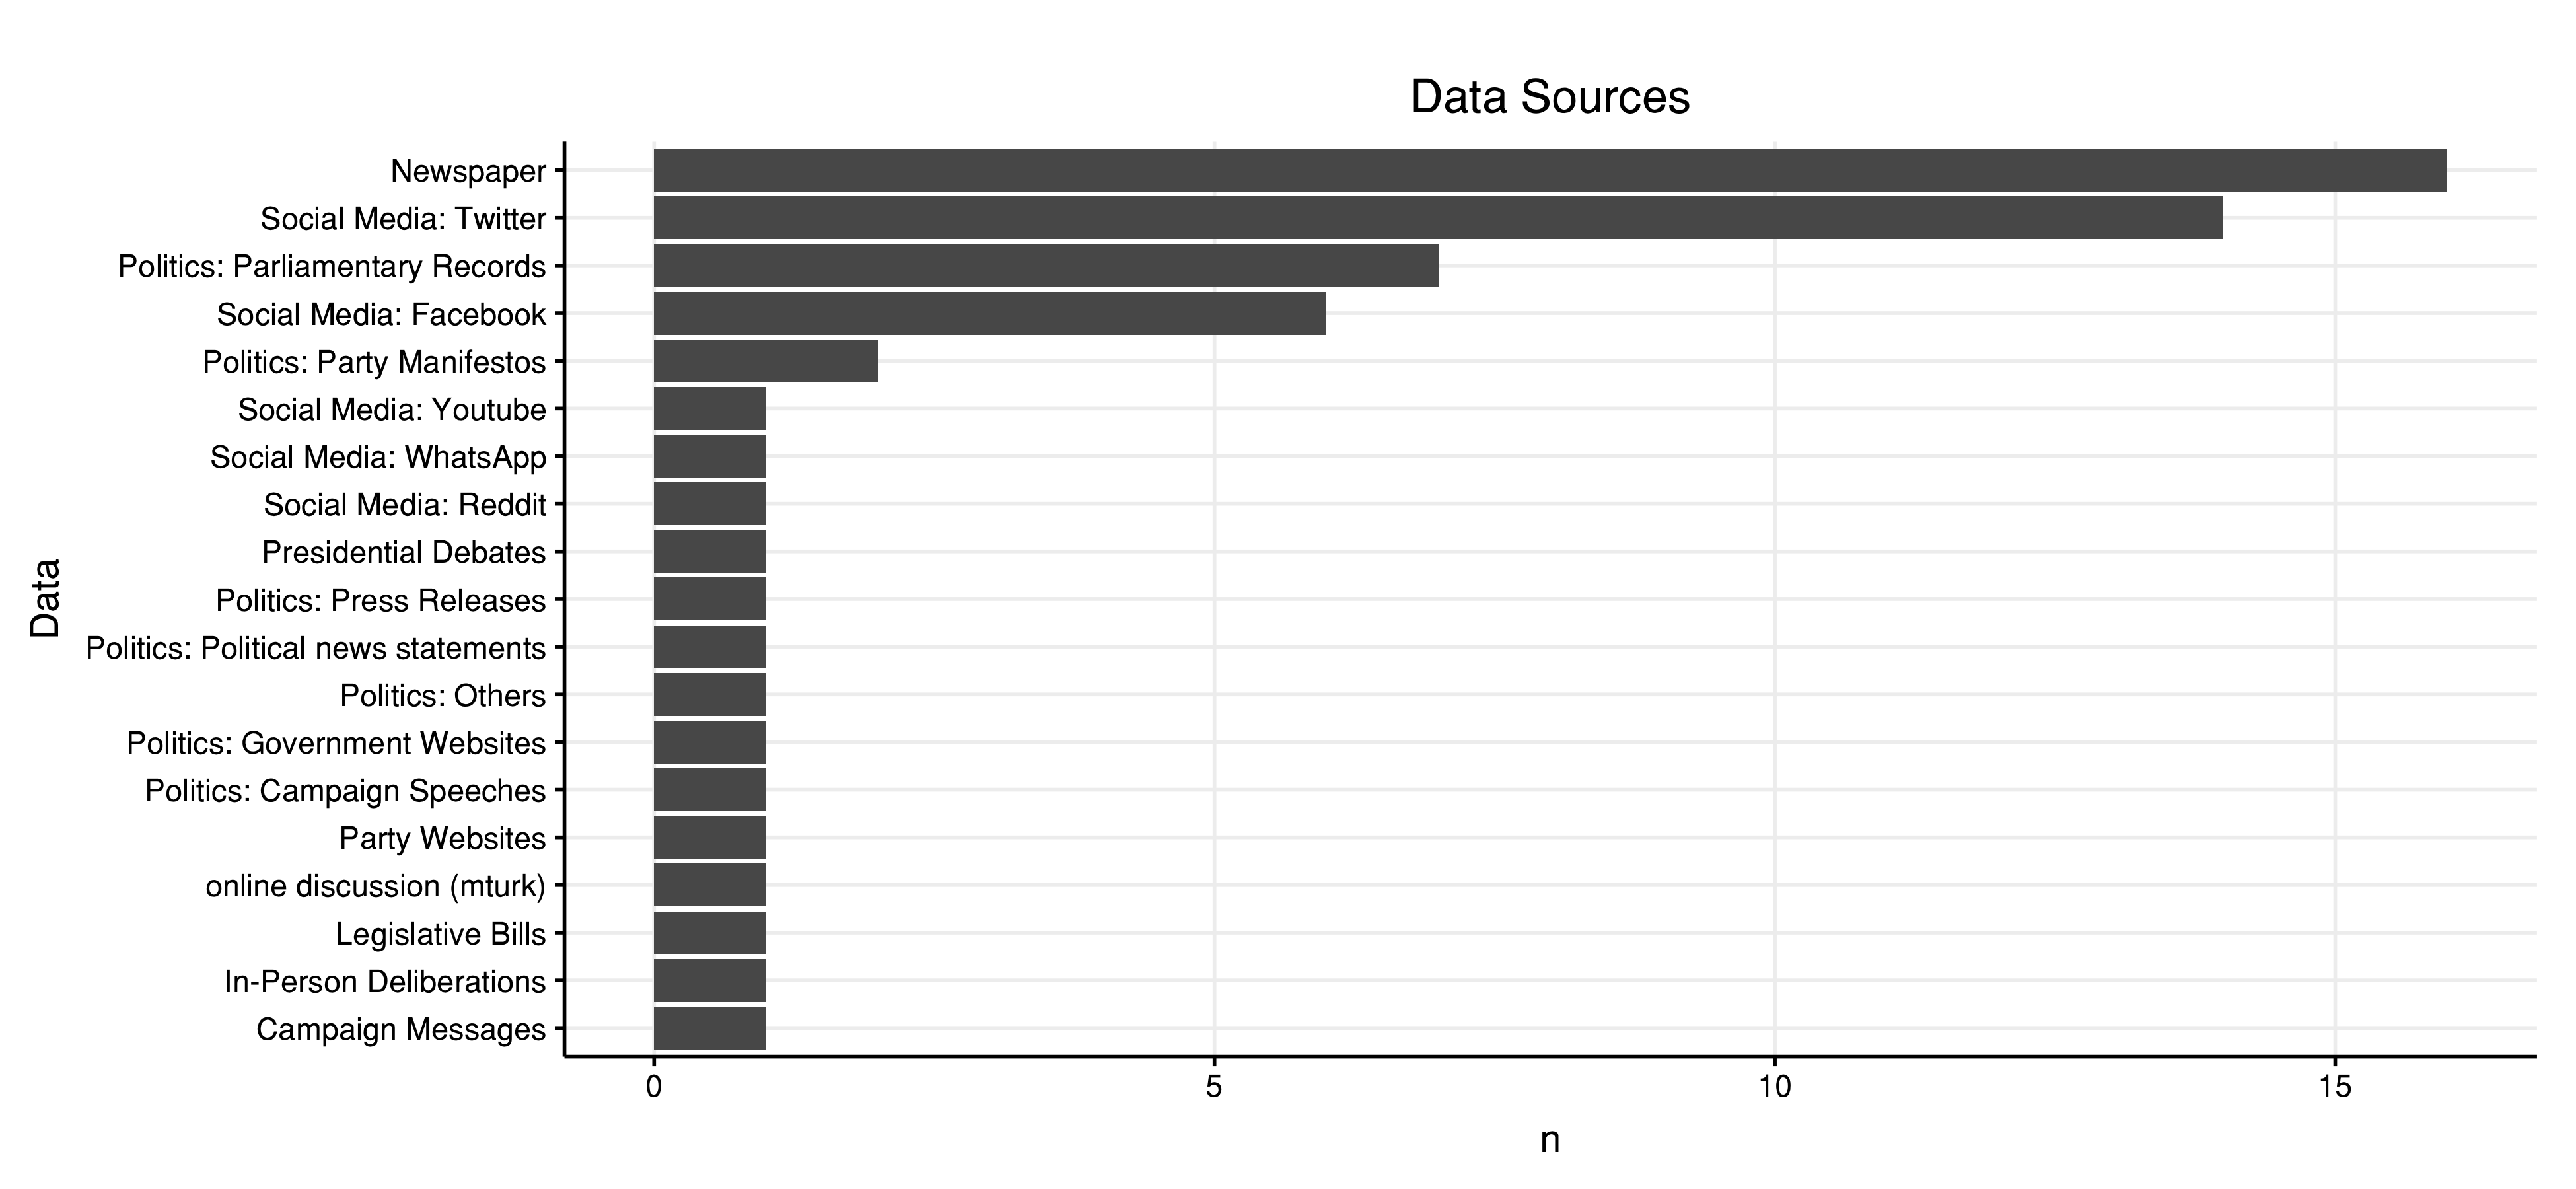 Data Sources
Newspaper
Social Media: Twitter
Politics: Parliamentary Records
Social Media: Facebook
Politics: Party Manifestos
Social Media: Youtube
Social Media: WhatsApp
Social Media: Reddit
Presidential Debates
Politics: Press Releases
Politics: Political news statements
Politics: Others
Politics: Government Websites
Politics: Campaign Speeches
Party Websites
online discussion (mturk)
Legislative Bills
In-Person Deliberations
Campaign Messages
Data
0 5 10 15
n